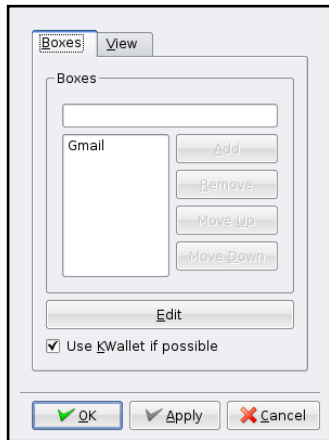 Boxes View
Boxes
Gmail
Add
Remove
Move Up
Move Down
Edit
Use KWallet if possible
OK Apply Cancel